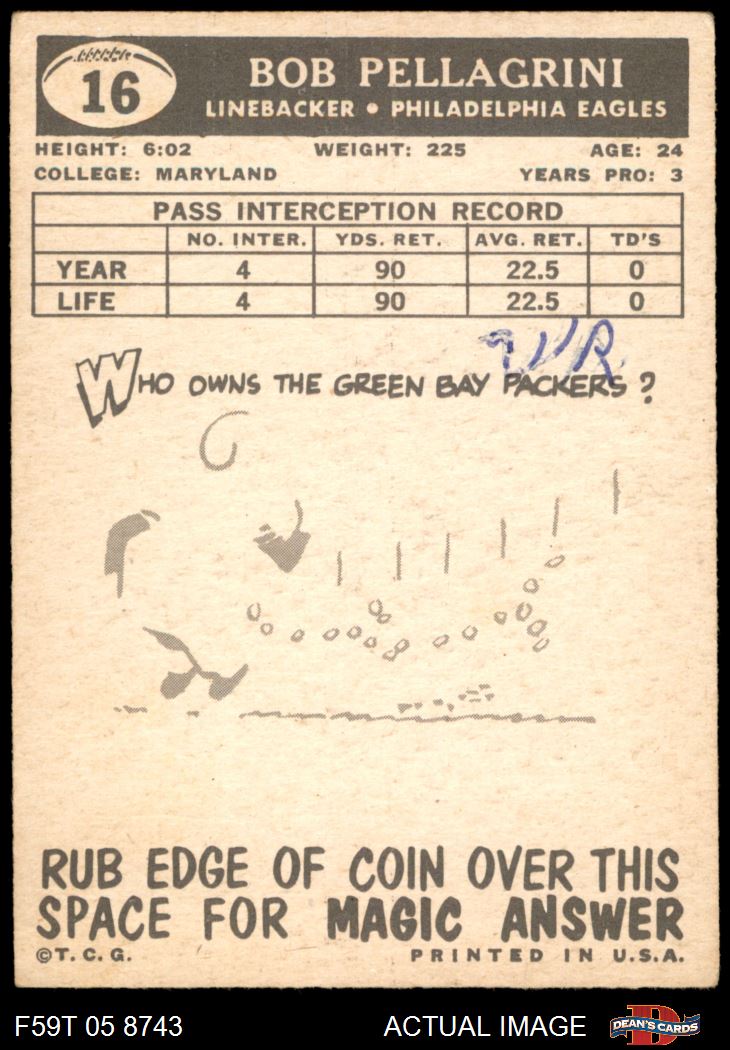 16
BOB PELLAGRINI
LINEBACKER • PHILADELPHIA EAGLES
HEIGHT: 6:02 WEIGHT: 225 AGE: 24
COLLEGE: MARYLAND YEARS PRO: 3
PASS INTERCEPTION RECORD
NO. INTER. YDS. RET. AVG. RET. TD'S
YEAR 4 90 22.5 0
LIFE 4 90 22.5 0
WHO OWNS THE GREEN BAY PACKERS?
RUB EDGE OF COIN OVER THIS
SPACE FOR MAGIC ANSWER
©T. C. G. PRINTED IN U.S.A.
F59T 05 8743 ACTUAL IMAGE DEAN'S CARDS